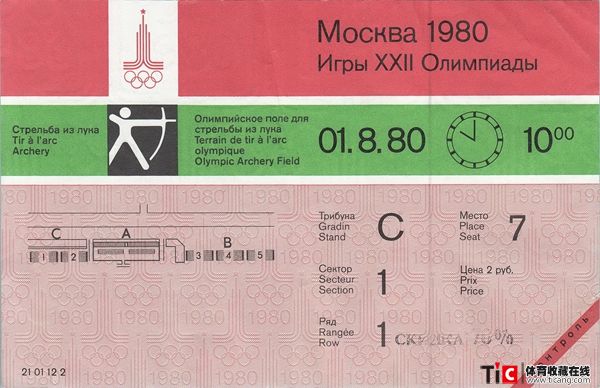 Москва 1980
Игры XXII Олимпиады
Стрельба из лука
Tir à l'arc
Archery
Олимпийское поле для
стрельбы из лука
Terrain de tir à l'arc
olympique
Olympic Archery Field
01.8.80
10 00
C
A
B
1
2
3
4
5
Трибуна
Gradin
Stand
C
Место
Place
Seat
7
Сектор
Secteur
Section
1
Цена 2 руб.
Prix
Price
Ряд
Rangée
Row
1
СКИДКА
21 01 12 2
体育收藏在线
www.ticang.com